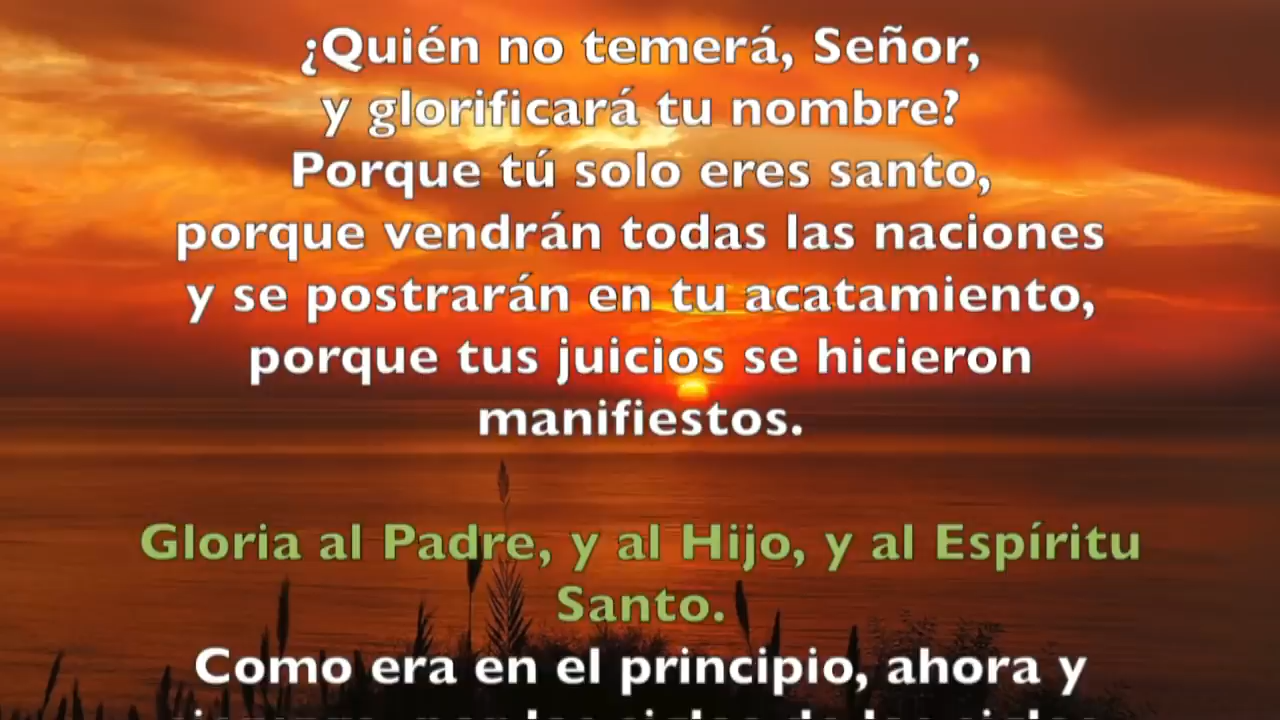 ¿Quién no temerá, Señor,
y glorificará tu nombre?
Porque tú solo eres santo,
porque vendrán todas las naciones
y se postrarán en tu acatamiento,
porque tus juicios se hicieron
manifiestos.
Gloria al Padre, y al Hijo, y al Espíritu
Santo.
Como era en el principio, ahora y